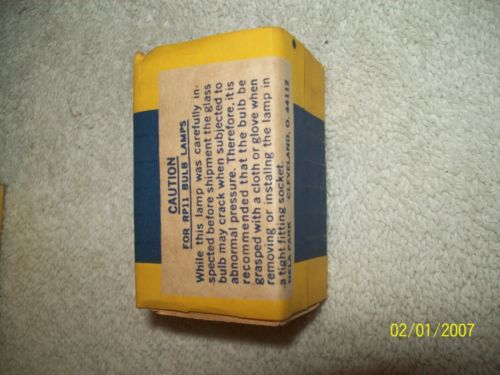 CAUTION
FOR RP11 BULB LAMPS
While this lamp was carefully in-
spected before shipment the glass
bulb may crack when subjected to
abnormal pressure. Therefore, it is
recommended that the bulb be
grasped with a cloth or glove when
removing or installing the lamp in
a tight fitting socket.
NELA PARK CLEVELAND, O. 44112
02/01/2007